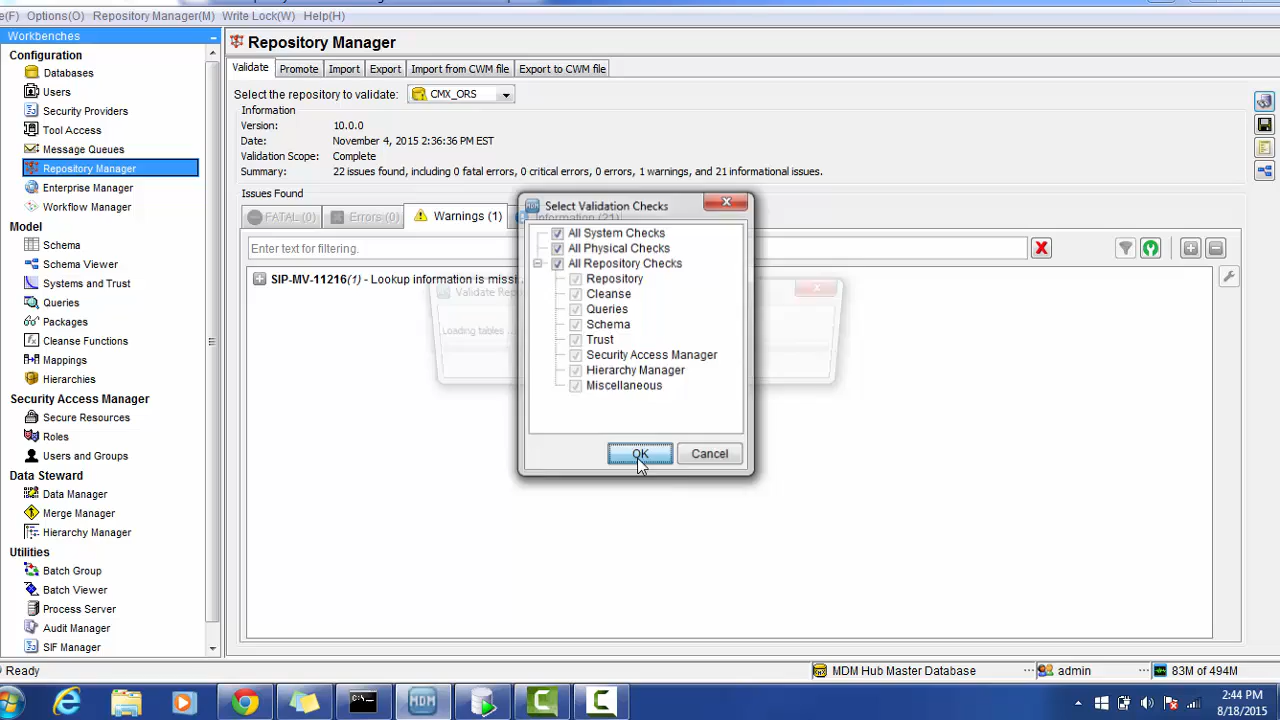 e(F) Options(O) Repository Manager(M) Write Lock(W) Help(H)
Workbenches
Configuration
Databases
Users
Security Providers
Tool Access
Message Queues
Repository Manager
Enterprise Manager
Workflow Manager
Model
Schema
Schema Viewer
Systems and Trust
Queries
Packages
Cleanse Functions
Mappings
Hierarchies
Security Access Manager
Secure Resources
Roles
Users and Groups
Data Steward
Data Manager
Merge Manager
Hierarchy Manager
Utilities
Batch Group
Batch Viewer
Process Server
Audit Manager
SIF Manager
Repository Manager
Validate Promote Import Export Import from CWM file Export to CWM file
Select the repository to validate: CMX_ORS
Information
Version: 10.0.0
Date: November 4, 2015 2:36:36 PM EST
Validation Scope: Complete
Summary: 22 issues found, including 0 fatal errors, 0 critical errors, 0 errors, 1 warnings, and 21 informational issues.
Issues Found
FATAL (0) Errors (0) Warnings (1) Information (21)
Enter text for filtering.
SIP-MV-11216(1) - Lookup information is missi
Validate Rep
Loading tables ...
Select Validation Checks
All System Checks
All Physical Checks
All Repository Checks
Repository
Cleanse
Queries
Schema
Trust
Security Access Manager
Hierarchy Manager
Miscellaneous
OK Cancel
Ready MDM Hub Master Database admin 83M of 494M
MDM
2:44 PM
8/18/2015